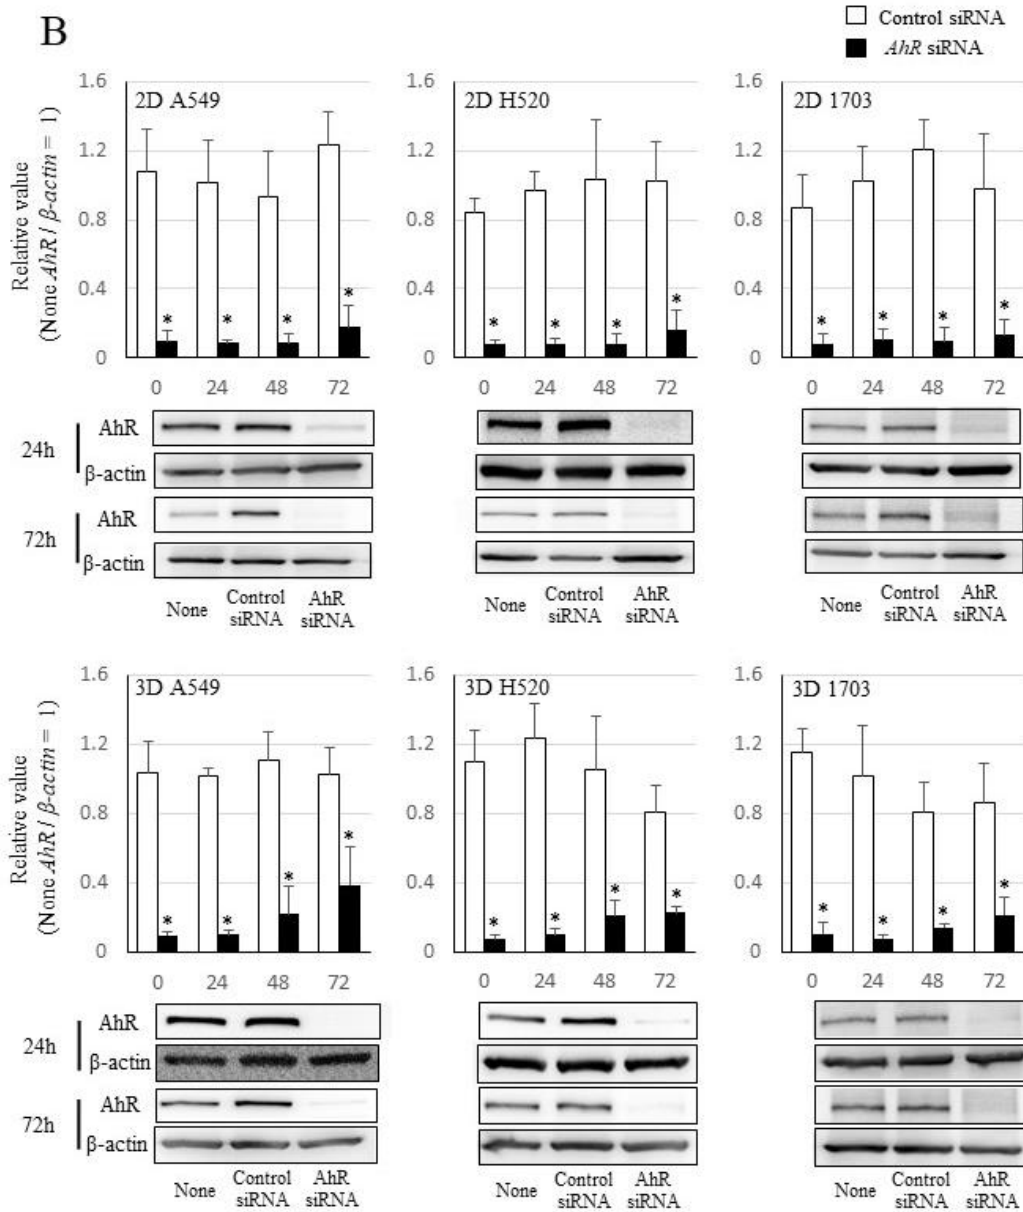 B
Control siRNA
AhR siRNA
Relative value
(None AhR / β-actin = 1)
1.6
1.2
0.8
0.4
0
2D A549
* * * *
0 24 48 72
1.6
1.2
0.8
0.4
0
2D H520
* * * *
0 24 48 72
1.6
1.2
0.8
0.4
0
2D 1703
* * * *
0 24 48 72
24h
AhR
β-actin
72h
AhR
β-actin
None
Control
siRNA
AhR
siRNA
None
Control
siRNA
AhR
siRNA
None
Control
siRNA
AhR
siRNA
Relative value
(None AhR / β-actin = 1)
1.6
1.2
0.8
0.4
0
3D A549
* * * *
0 24 48 72
1.6
1.2
0.8
0.4
0
3D H520
* * * *
0 24 48 72
1.6
1.2
0.8
0.4
0
3D 1703
* * * *
0 24 48 72
24h
AhR
β-actin
72h
AhR
β-actin
None
Control
siRNA
AhR
siRNA
None
Control
siRNA
AhR
siRNA
None
Control
siRNA
AhR
siRNA